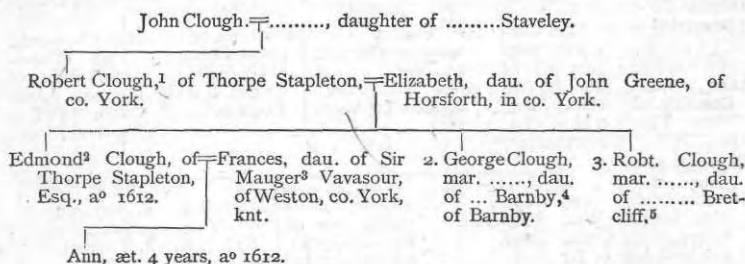 John Clough.=........., daughter of .........Staveley.
Robert Clough,¹ of Thorpe Stapleton,=Elizabeth, dau. of John Greene, of
co. York.
Horsforth, in co. York.
Edmond² Clough, of=Frances, dau. of Sir
Thorpe Stapleton,
Esq., aº 1612.
Mauger³ Vavasour,
of Weston, co. York,
knt.
2. George Clough,
mar. ......, dau.
of ... Barnby,⁴
of Barnby.
3. Robt. Clough,
mar. ......, dau.
of ......... Bret-
cliff.⁵
Ann, æt. 4 years, aº 1612.